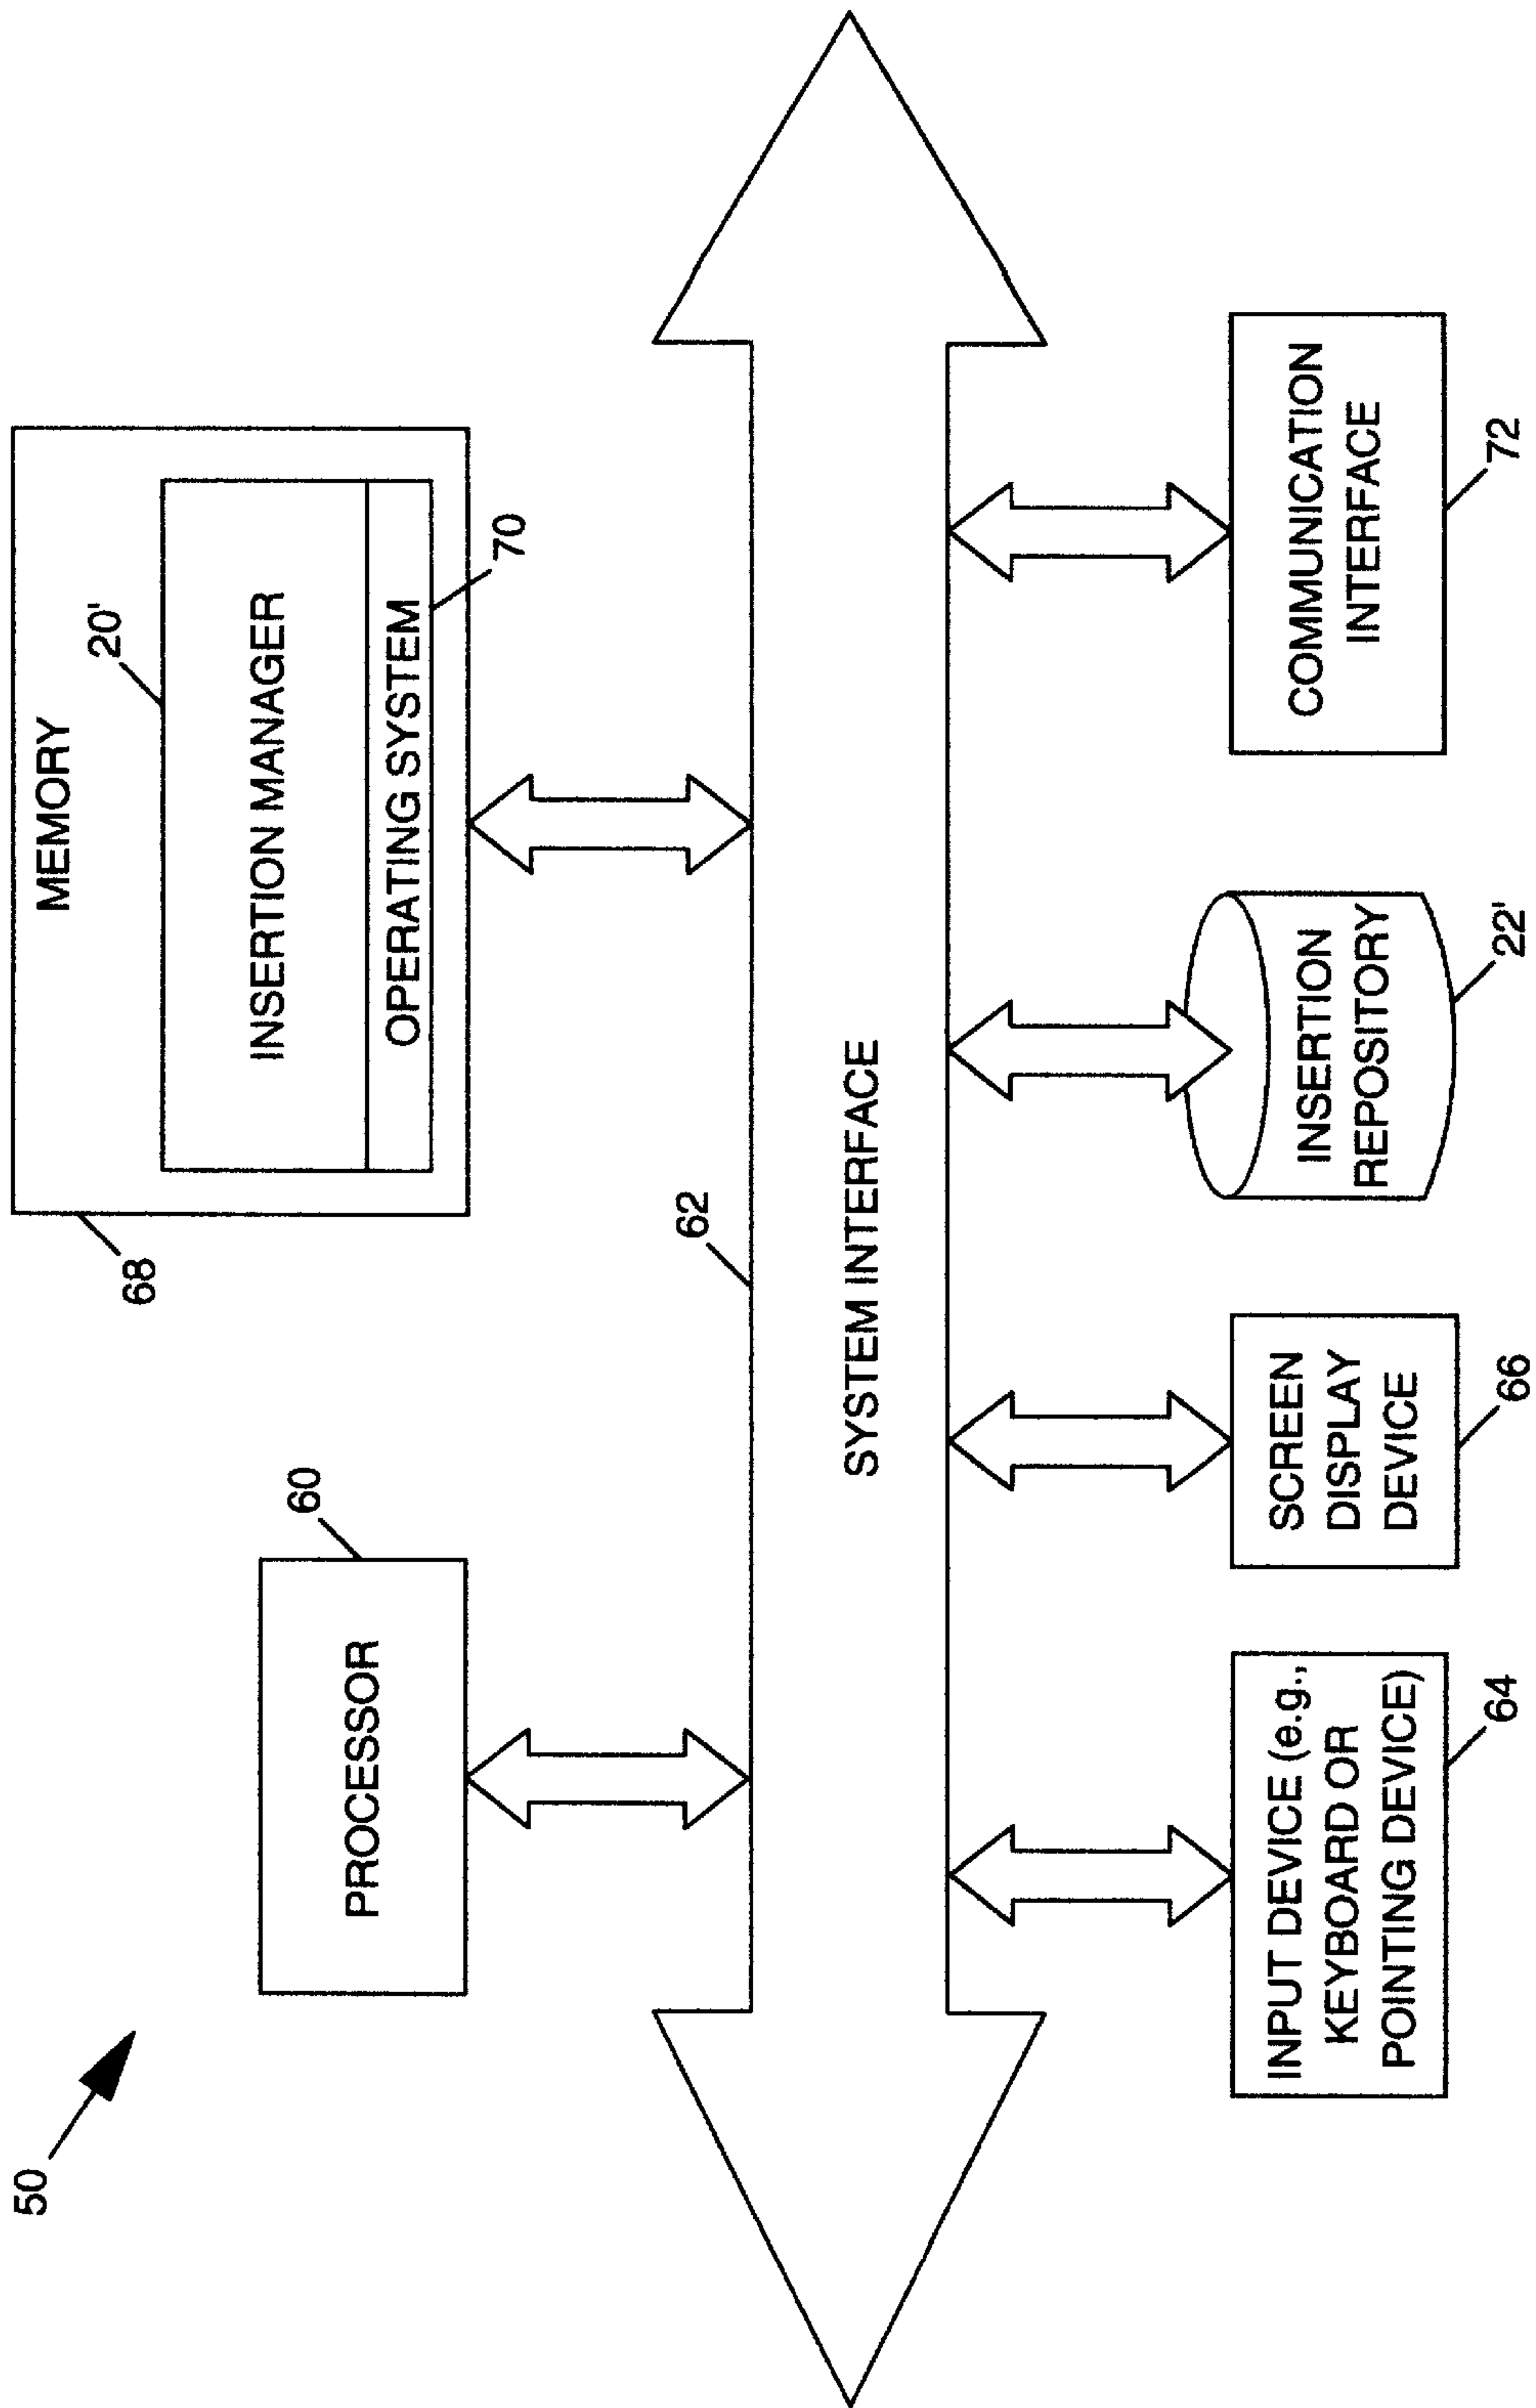 50
PROCESSOR
60
MEMORY
68
20'
INSERTION MANAGER
OPERATING SYSTEM
70
62
SYSTEM INTERFACE
INPUT DEVICE (e.g.,
KEYBOARD OR
POINTING DEVICE)
64
SCREEN
DISPLAY
DEVICE
66
INSERTION
REPOSITORY
22'
COMMUNICATION
INTERFACE
72